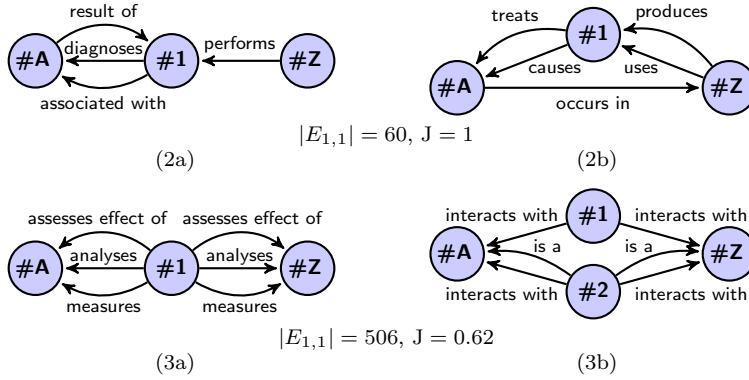 result of
#A
diagnoses
#1
performs
#Z
associated with
treats
#1
produces
#A
causes
uses
#Z
occurs in
|E1,1| = 60, J = 1
(2a)
(2b)
assesses effect of
assesses effect of
#A
analyses
#1
analyses
#Z
measures
measures
interacts with
#1
interacts with
#A
is a
is a
#Z
interacts with
#2
interacts with
|E1,1| = 506, J = 0.62
(3a)
(3b)